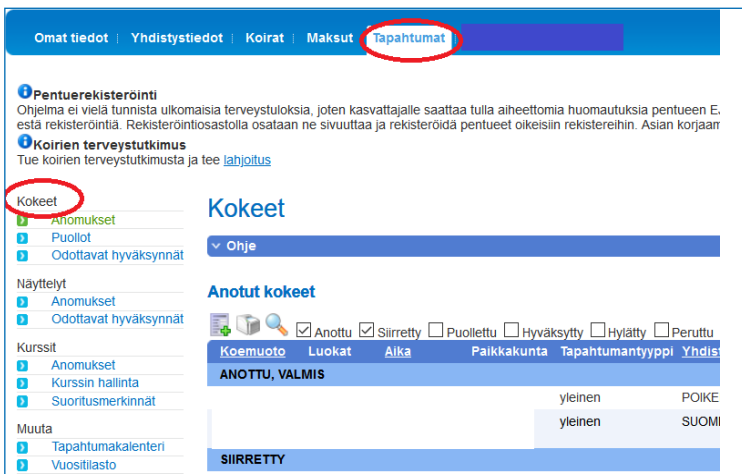 Omat tiedot | Yhdistystiedot | Koirat | Maksut | Tapahtumat
Pentuerekisteröinti
Ohjelma ei vielä tunnista ulkomaisia terveystuloksia, joten kasvattajalle saattaa tulla aiheettomia huomautuksia pentueen EJ
estä rekisteröintiä. Rekisteröintiosastolla osataan ne sivuuttaa ja rekisteröidä pentueet oikeisiin rekistereihin. Asian korjaam
Koirien terveystutkimus
Tue koirien terveystutkimusta ja tee lahjoitus
Kokeet
Anomukset
Puollot
Odottavat hyväksynnät
Näyttelyt
Anomukset
Odottavat hyväksynnät
Kurssit
Anomukset
Kurssin hallinta
Suoritusmerkinnät
Muuta
Tapahtumakalenteri
Vuositilasto
Kokeet
Ohje
Anotut kokeet
Anottu Siirretty Puollettu Hyväksytty Hylätty Peruttu
Koemuoto Luokat Aika Paikkakunta Tapahtumantyyppi Yhdist
ANOTTU, VALMIS
yleinen POIKE
yleinen SUOMI
SIIRRETTY